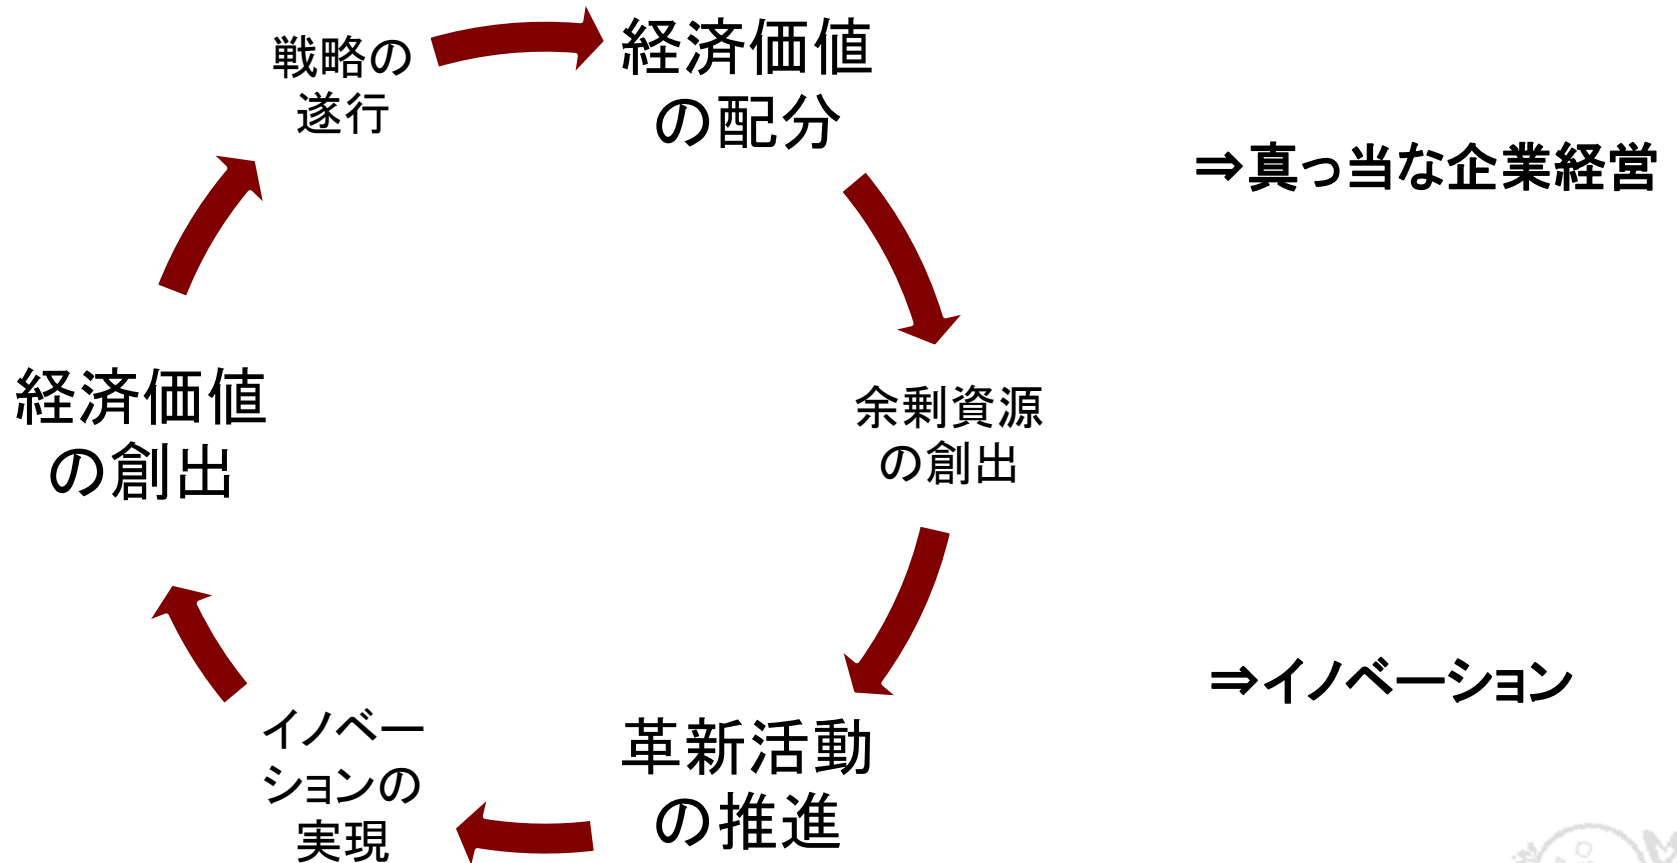 戦略の
遂行
経済価値
の配分
⇒真っ当な企業経営
経済価値
の創出
余剰資源
の創出
⇒イノベーション
イノベー
ションの
実現
革新活動
の推進